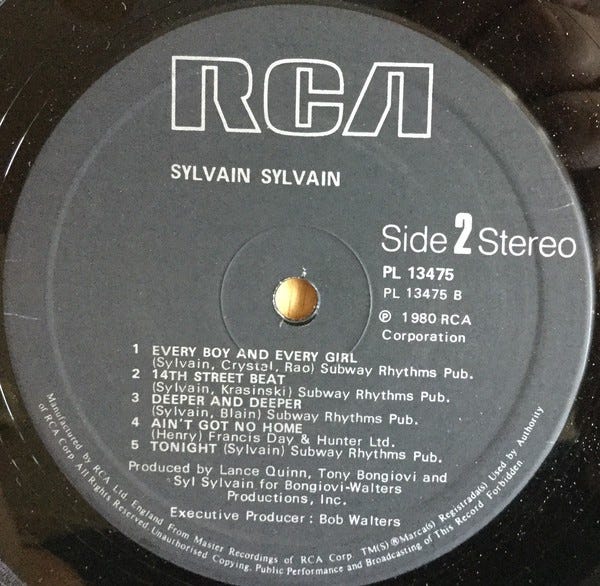 RCA
SYLVAIN SYLVAIN
Side 2 Stereo
PL 13475
PL 13475 B
℗ 1980 RCA
Corporation
1 EVERY BOY AND EVERY GIRL
(Sylvain, Crystal, Rao) Subway Rhythms Pub.
2 14TH STREET BEAT
(Sylvain, Krasinski) Subway Rhythms Pub.
3 DEEPER AND DEEPER
(Sylvain, Blain) Subway Rhythms Pub.
4 AIN'T GOT NO HOME
(Henry) Francis Day & Hunter Ltd.
5 TONIGHT (Sylvain) Subway Rhythms Pub.
Produced by Lance Quinn, Tony Bongiovi and
Syl Sylvain for Bongiovi-Walters
Productions, Inc.
Executive Producer : Bob Walters
Manufactured by RCA Ltd. England From Master Recordings of RCA Corp. TM(S)®Marca(s) Registrada(s) Used by Authority
of RCA Corp. All Rights Reserved. Unauthorised Copying, Public Performance and Broadcasting of This Record Forbidden